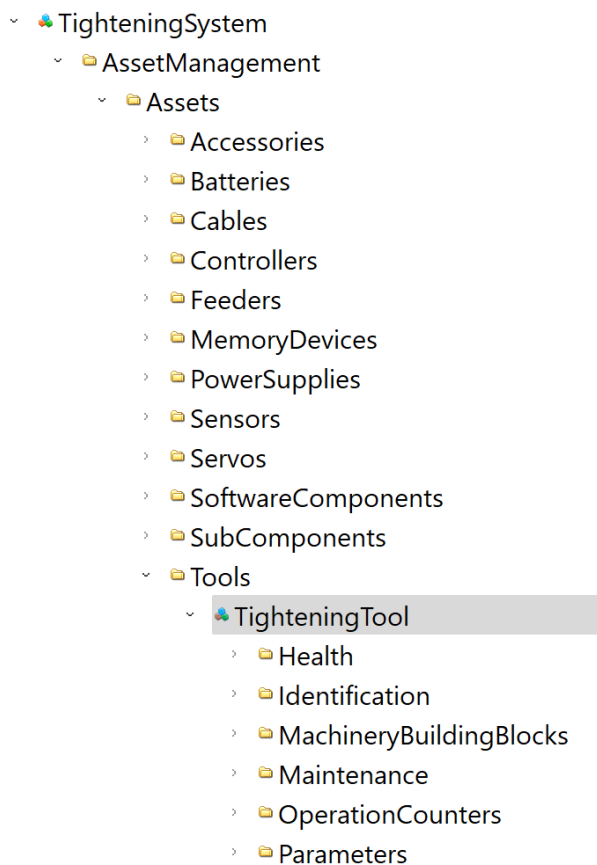 TighteningSystem
AssetManagement
Assets
Accessories
Batteries
Cables
Controllers
Feeders
MemoryDevices
PowerSupplies
Sensors
Servos
SoftwareComponents
SubComponents
Tools
TighteningTool
Health
Identification
MachineryBuildingBlocks
Maintenance
OperationCounters
Parameters